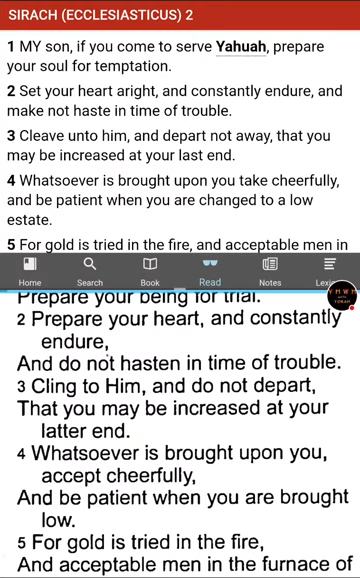 SIRACH (ECCLESIASTICUS) 2
1 MY son, if you come to serve Yahuah, prepare
your soul for temptation.
2 Set your heart aright, and constantly endure, and
make not haste in time of trouble.
3 Cleave unto him, and depart not away, that you
may be increased at your last end.
4 Whatsoever is brought upon you take cheerfully,
and be patient when you are changed to a low
estate.
5 For gold is tried in the fire, and acceptable men in
Home Search Book Read Notes
Prepare your being for trial.
2 Prepare your heart, and constantly
endure,
And do not hasten in time of trouble.
3 Cling to Him, and do not depart,
That you may be increased at your
latter end.
4 Whatsoever is brought upon you,
accept cheerfully,
And be patient when you are brought
low.
5 For gold is tried in the fire,
And acceptable men in the furnace of